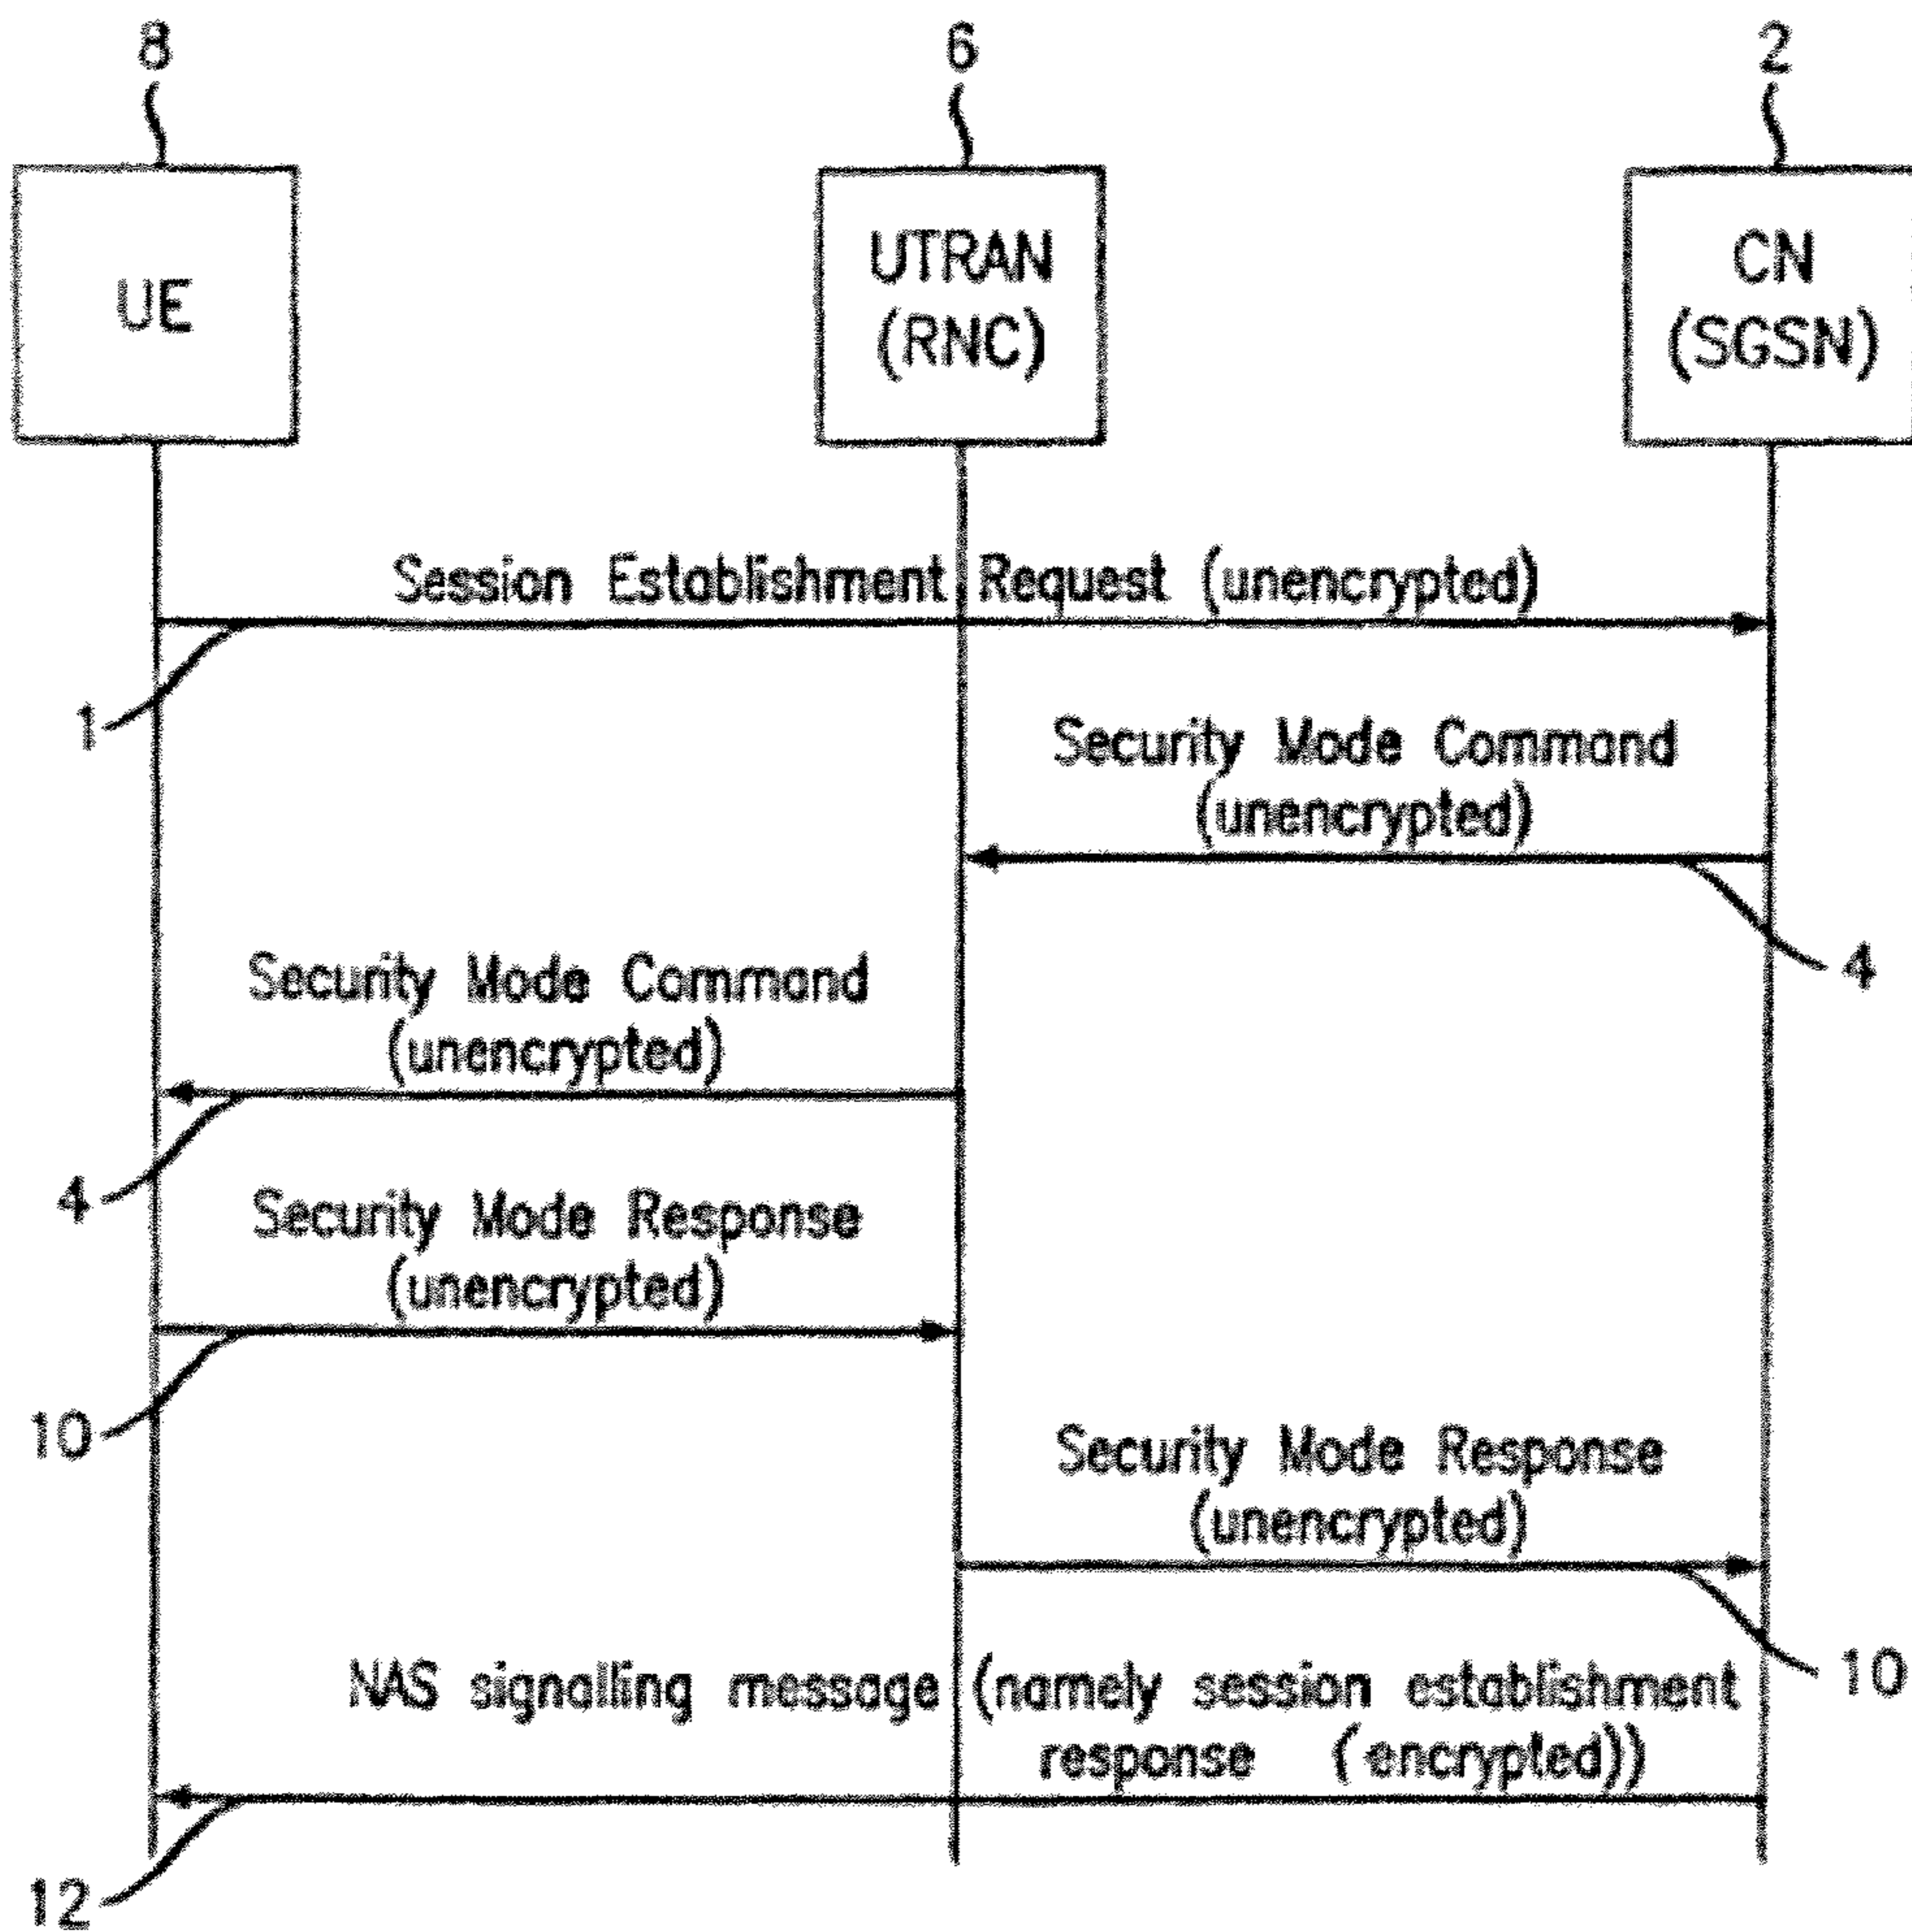 8 6 2
UE
UTRAN
(RNC)
CN
(SGSN)
Session Establishment Request (unencrypted)
1
Security Mode Command
(unencrypted)
4
Security Mode Command
(unencrypted)
4
Security Mode Response
(unencrypted)
10
Security Mode Response
(unencrypted)
10
NAS signalling message (namely session establishment
response (encrypted))
12